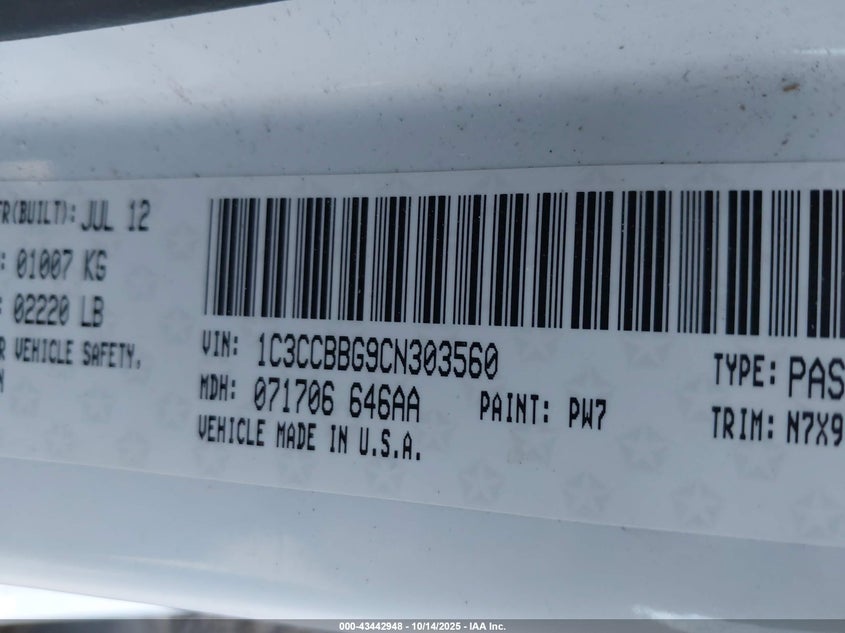 FR(BUILT): JUL 12
: 01007 KG
: 02220 LB
R VEHICLE SAFETY,
N
VIN: 1C3CCBBG9CN303560
MDH: 071706 646AA
PAINT: PW7
VEHICLE MADE IN U.S.A.
TYPE: PAS
TRIM: N7X9
000-43442948 - 10/14/2025 - IAA Inc.